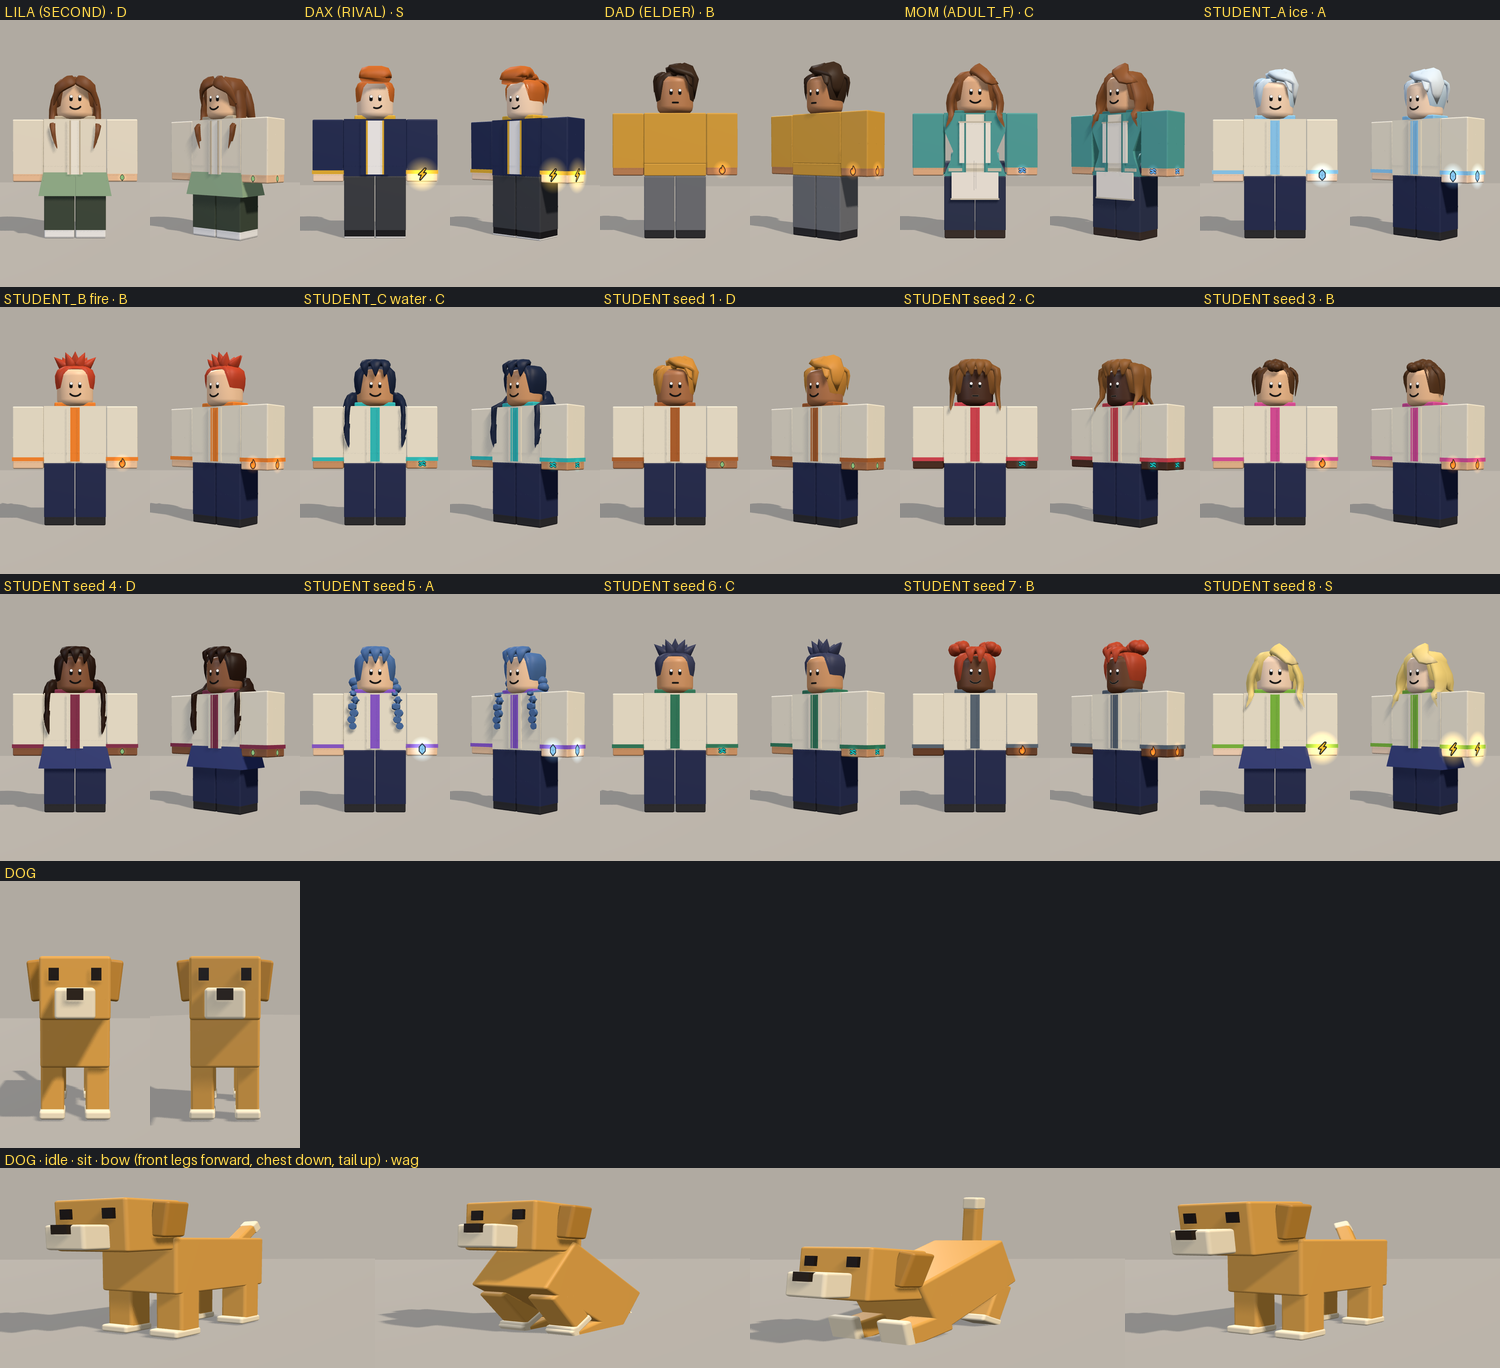 LILA (SECOND) · D
DAX (RIVAL) · S
DAD (ELDER) · B
MOM (ADULT_F) · C
STUDENT_A ice · A
STUDENT_B fire · B
STUDENT_C water · C
STUDENT seed 1 · D
STUDENT seed 2 · C
STUDENT seed 3 · B
STUDENT seed 4 · D
STUDENT seed 5 · A
STUDENT seed 6 · C
STUDENT seed 7 · B
STUDENT seed 8 · S
DOG
DOG · idle · sit · bow (front legs forward, chest down, tail up) · wag